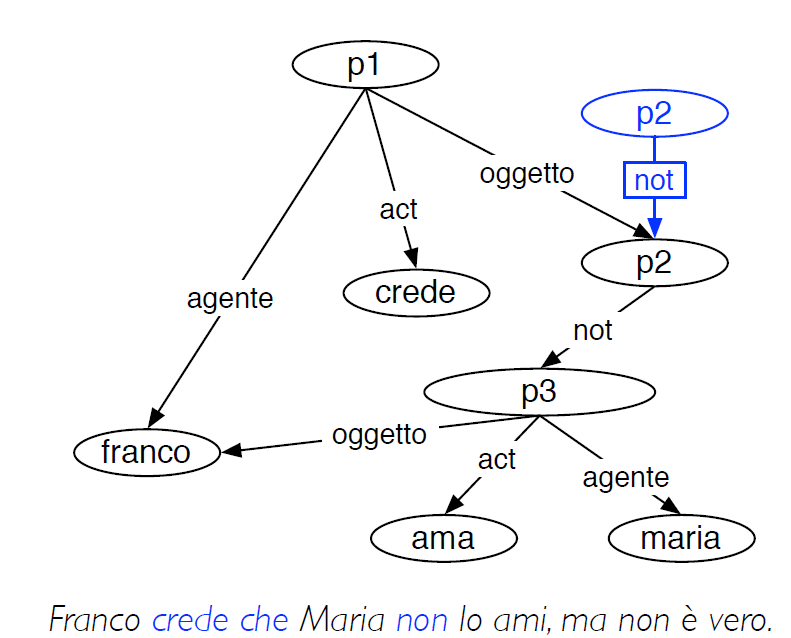 p1
p2
oggetto
not
act
p2
crede
agente
not
p3
oggetto
franco
act
agente
ama
maria
Franco crede che Maria non lo ami, ma non è vero.